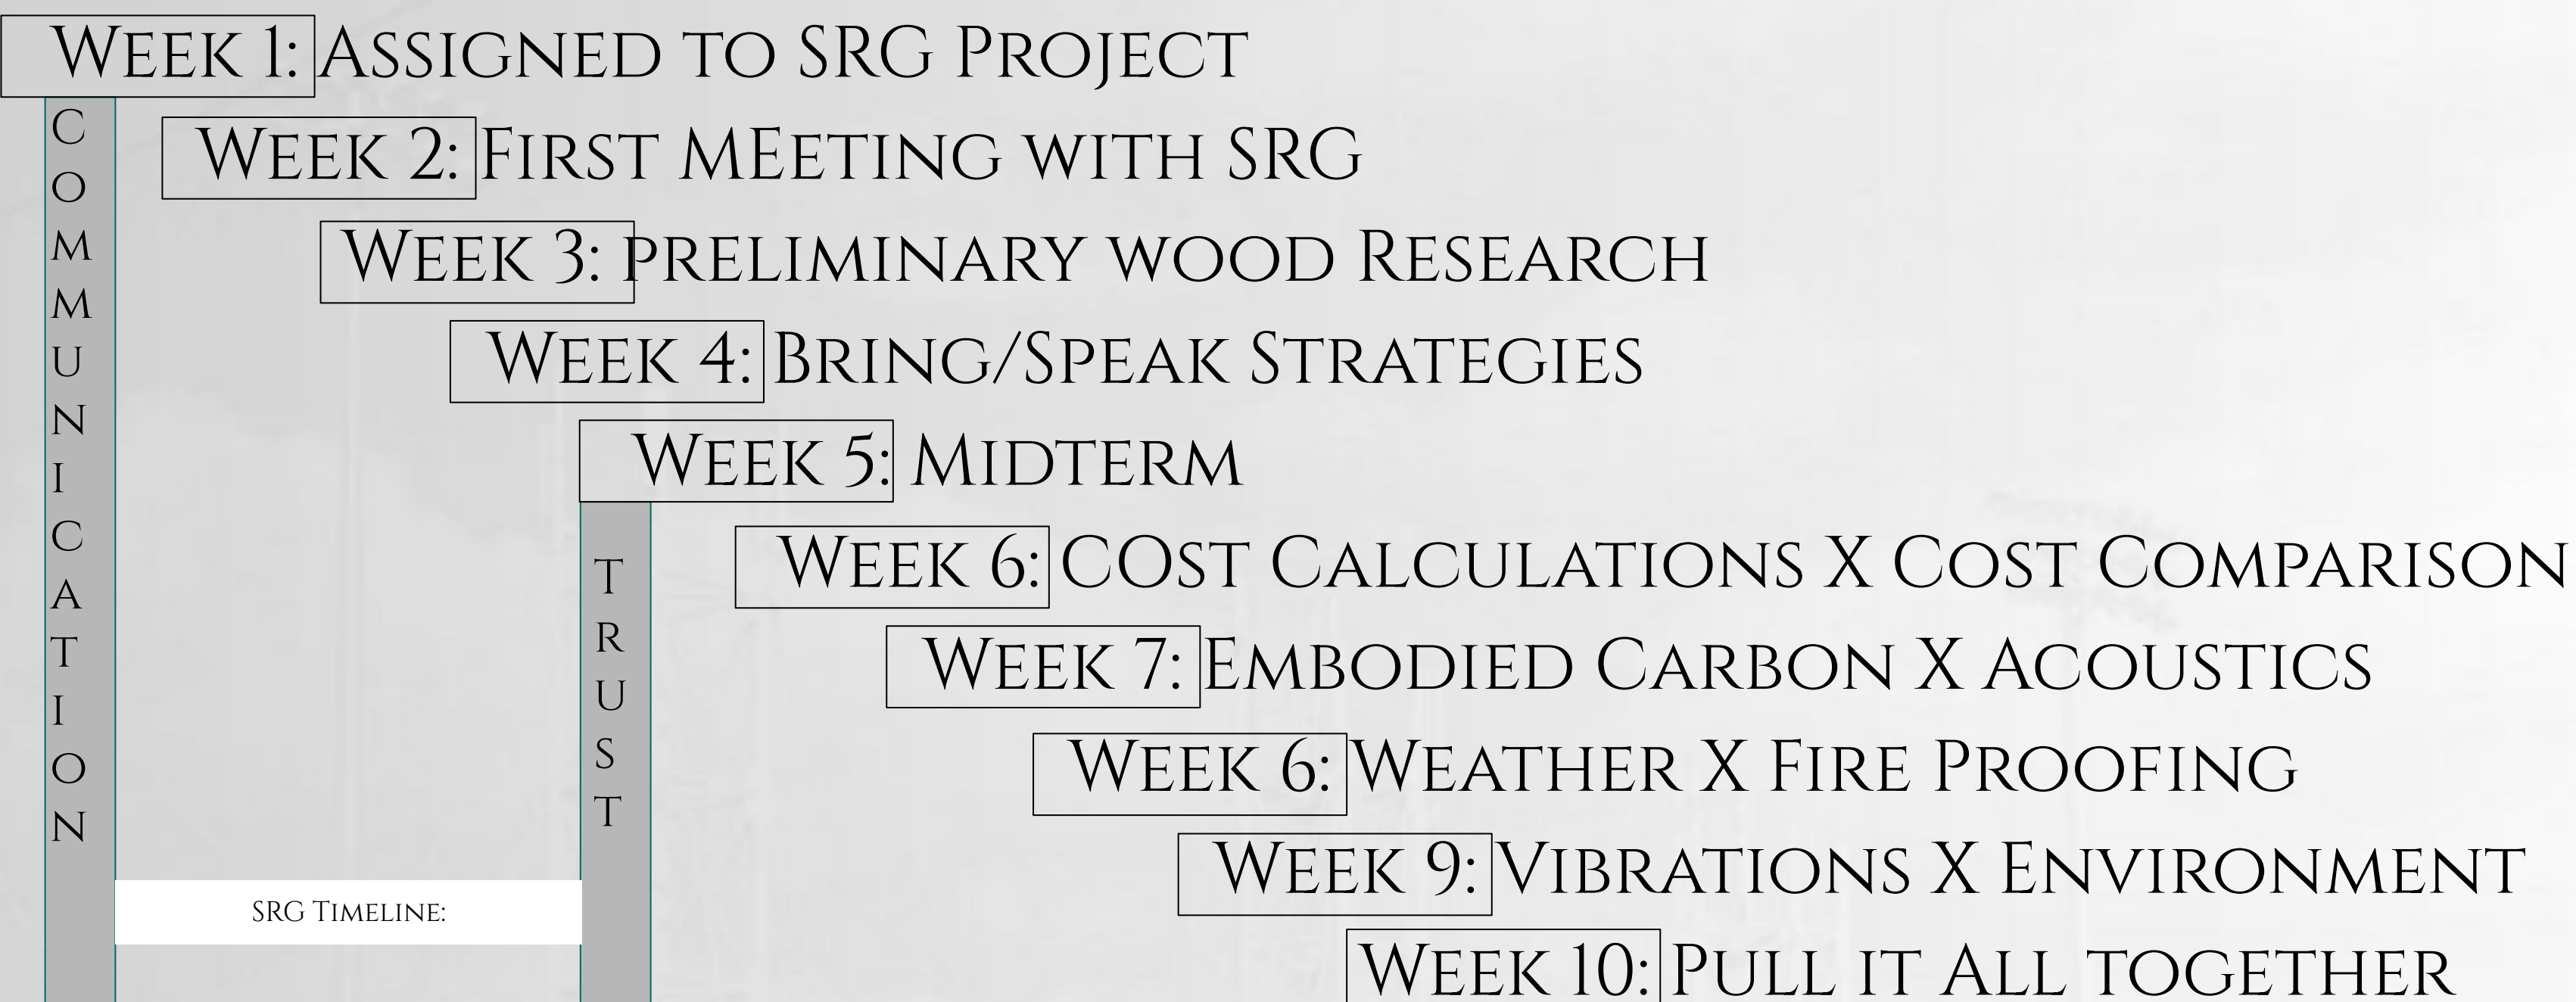 Week 1: Assigned to SRG Project
Week 2: First MEeting with SRG
Week 3: preliminary wood Research
Week 4: Bring/Speak Strategies
Week 5: Midterm
Week 6: COst Calculations X Cost Comparison
Week 7: Embodied Carbon X Acoustics
Week 6: Weather X Fire Proofing
Week 9: Vibrations X Environment
Week 10: Pull it All together
COMMUNICATION
TRUST
SRG Timeline: